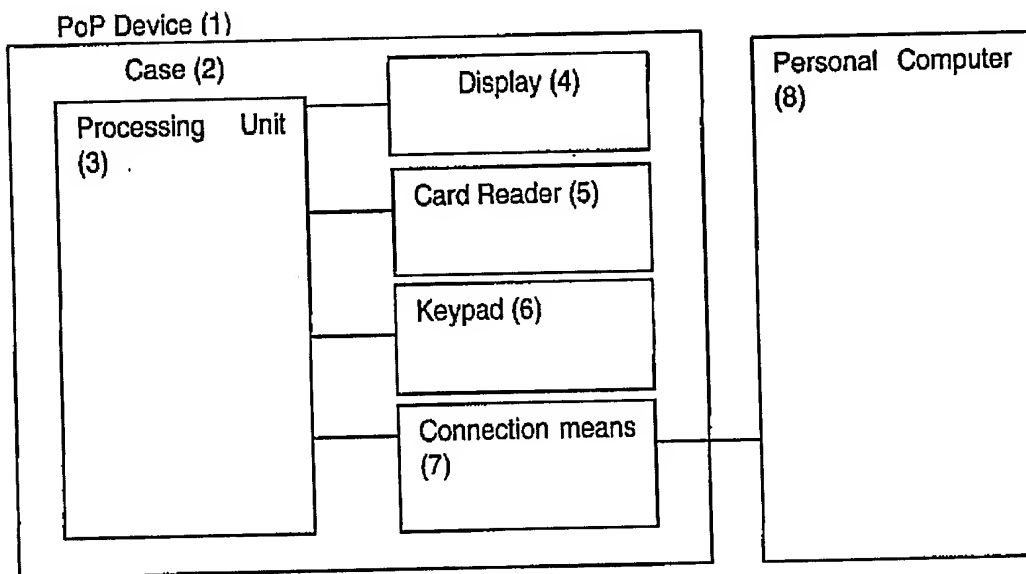 PoP Device (1)
Case (2)
Processing Unit
(3)
Display (4)
Card Reader (5)
Keypad (6)
Connection means
(7)
Personal Computer
(8)